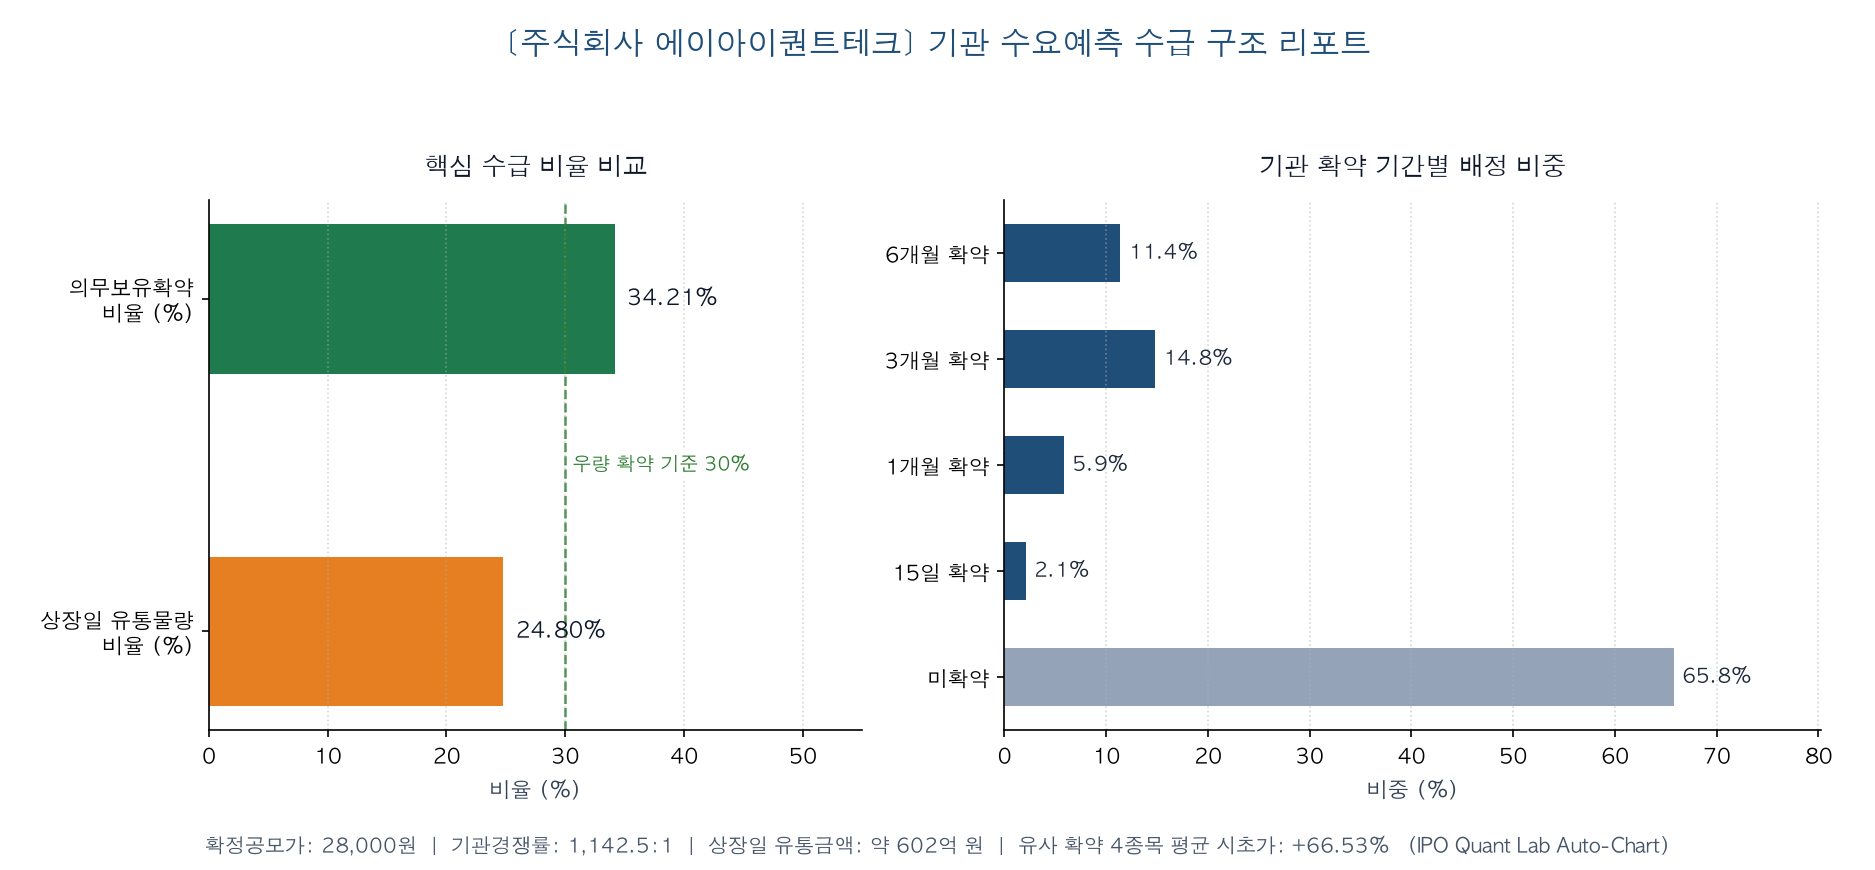 〔주식회사 에이아이퀀트테크〕 기관 수요예측 수급 구조 리포트
핵심 수급 비율 비교
의무보유확약
비율 (%)
34.21%
우량 확약 기준 30%
상장일 유통물량
비율 (%)
24.80%
0 10 20 30 40 50
비율 (%)
기관 확약 기간별 배정 비중
6개월 확약 11.4%
3개월 확약 14.8%
1개월 확약 5.9%
15일 확약 2.1%
미확약 65.8%
0 10 20 30 40 50 60 70 80
비중 (%)
확정공모가: 28,000원 | 기관경쟁률: 1,142.5:1 | 상장일 유통금액: 약 602억 원 | 유사 확약 4종목 평균 시초가: +66.53% (IPO Quant Lab Auto-Chart)